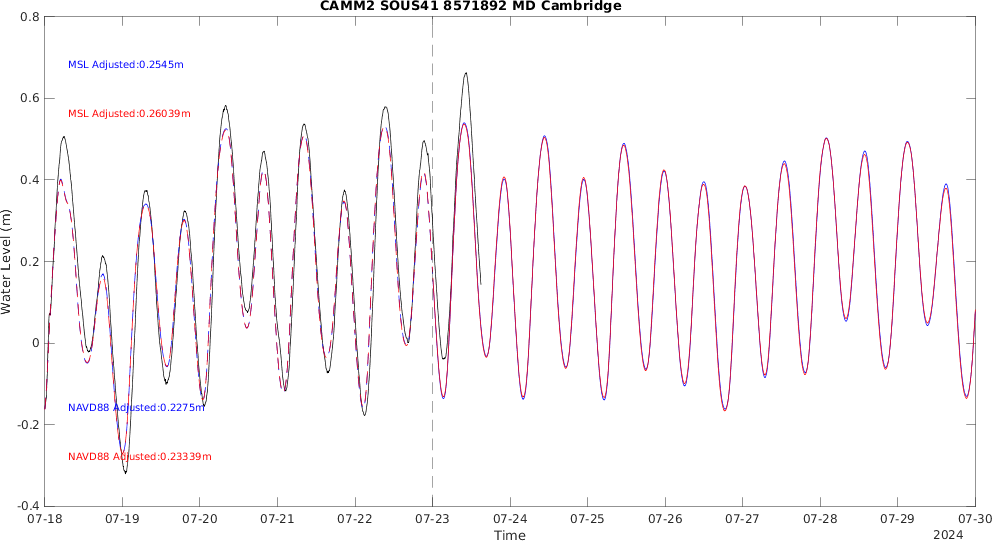 CAMM2 SOUS41 8571892 MD Cambridge
0.8
MSL Adjusted:0.2545m
0.6
MSL Adjusted:0.26039m
0.4
Water Level (m)
0.2
0
NAVD88 Adjusted:0.2275m
-0.2
NAVD88 Adjusted:0.23339m
-0.4
07-18 07-19 07-20 07-21 07-22 07-23 07-24 07-25 07-26 07-27 07-28 07-29 07-30
Time
2024